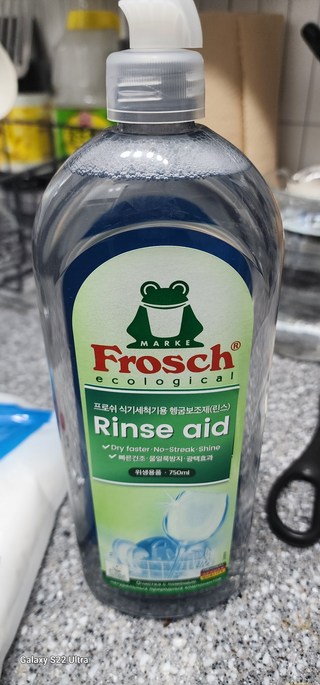 MARKE
Frosch®
ecological
프로쉬 식기세척기용 헹굼보조제(린스)
Rinse aid
✓Dry faster·No-Streak·Shine
✓빠른건조·물얼룩방지·광택효과
위생용품 · 750ml
Galaxy S22 Ultra